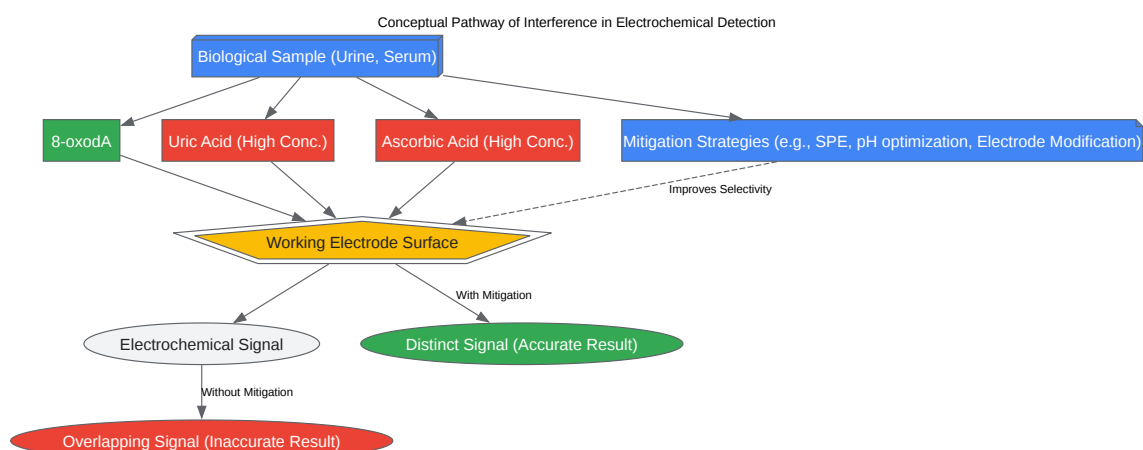 Conceptual Pathway of Interference in Electrochemical Detection
Biological Sample (Urine, Serum)
8-oxodA
Uric Acid (High Conc.)
Ascorbic Acid (High Conc.)
Mitigation Strategies (e.g., SPE, pH optimization, Electrode Modification)
Improves Selectivity
Working Electrode Surface
With Mitigation
Electrochemical Signal
Distinct Signal (Accurate Result)
Without Mitigation
Overlapping Signal (Inaccurate Result)